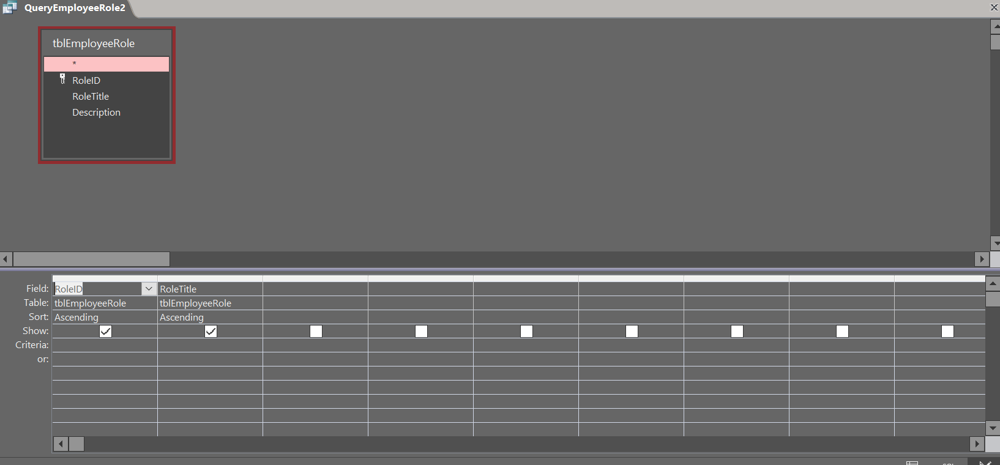 QueryEmployeeRole2
tblEmployeeRole
*
RoleID
RoleTitle
Description
Field: RoleID RoleTitle
Table: tblEmployeeRole tblEmployeeRole
Sort: Ascending Ascending
Show:
Criteria:
or: